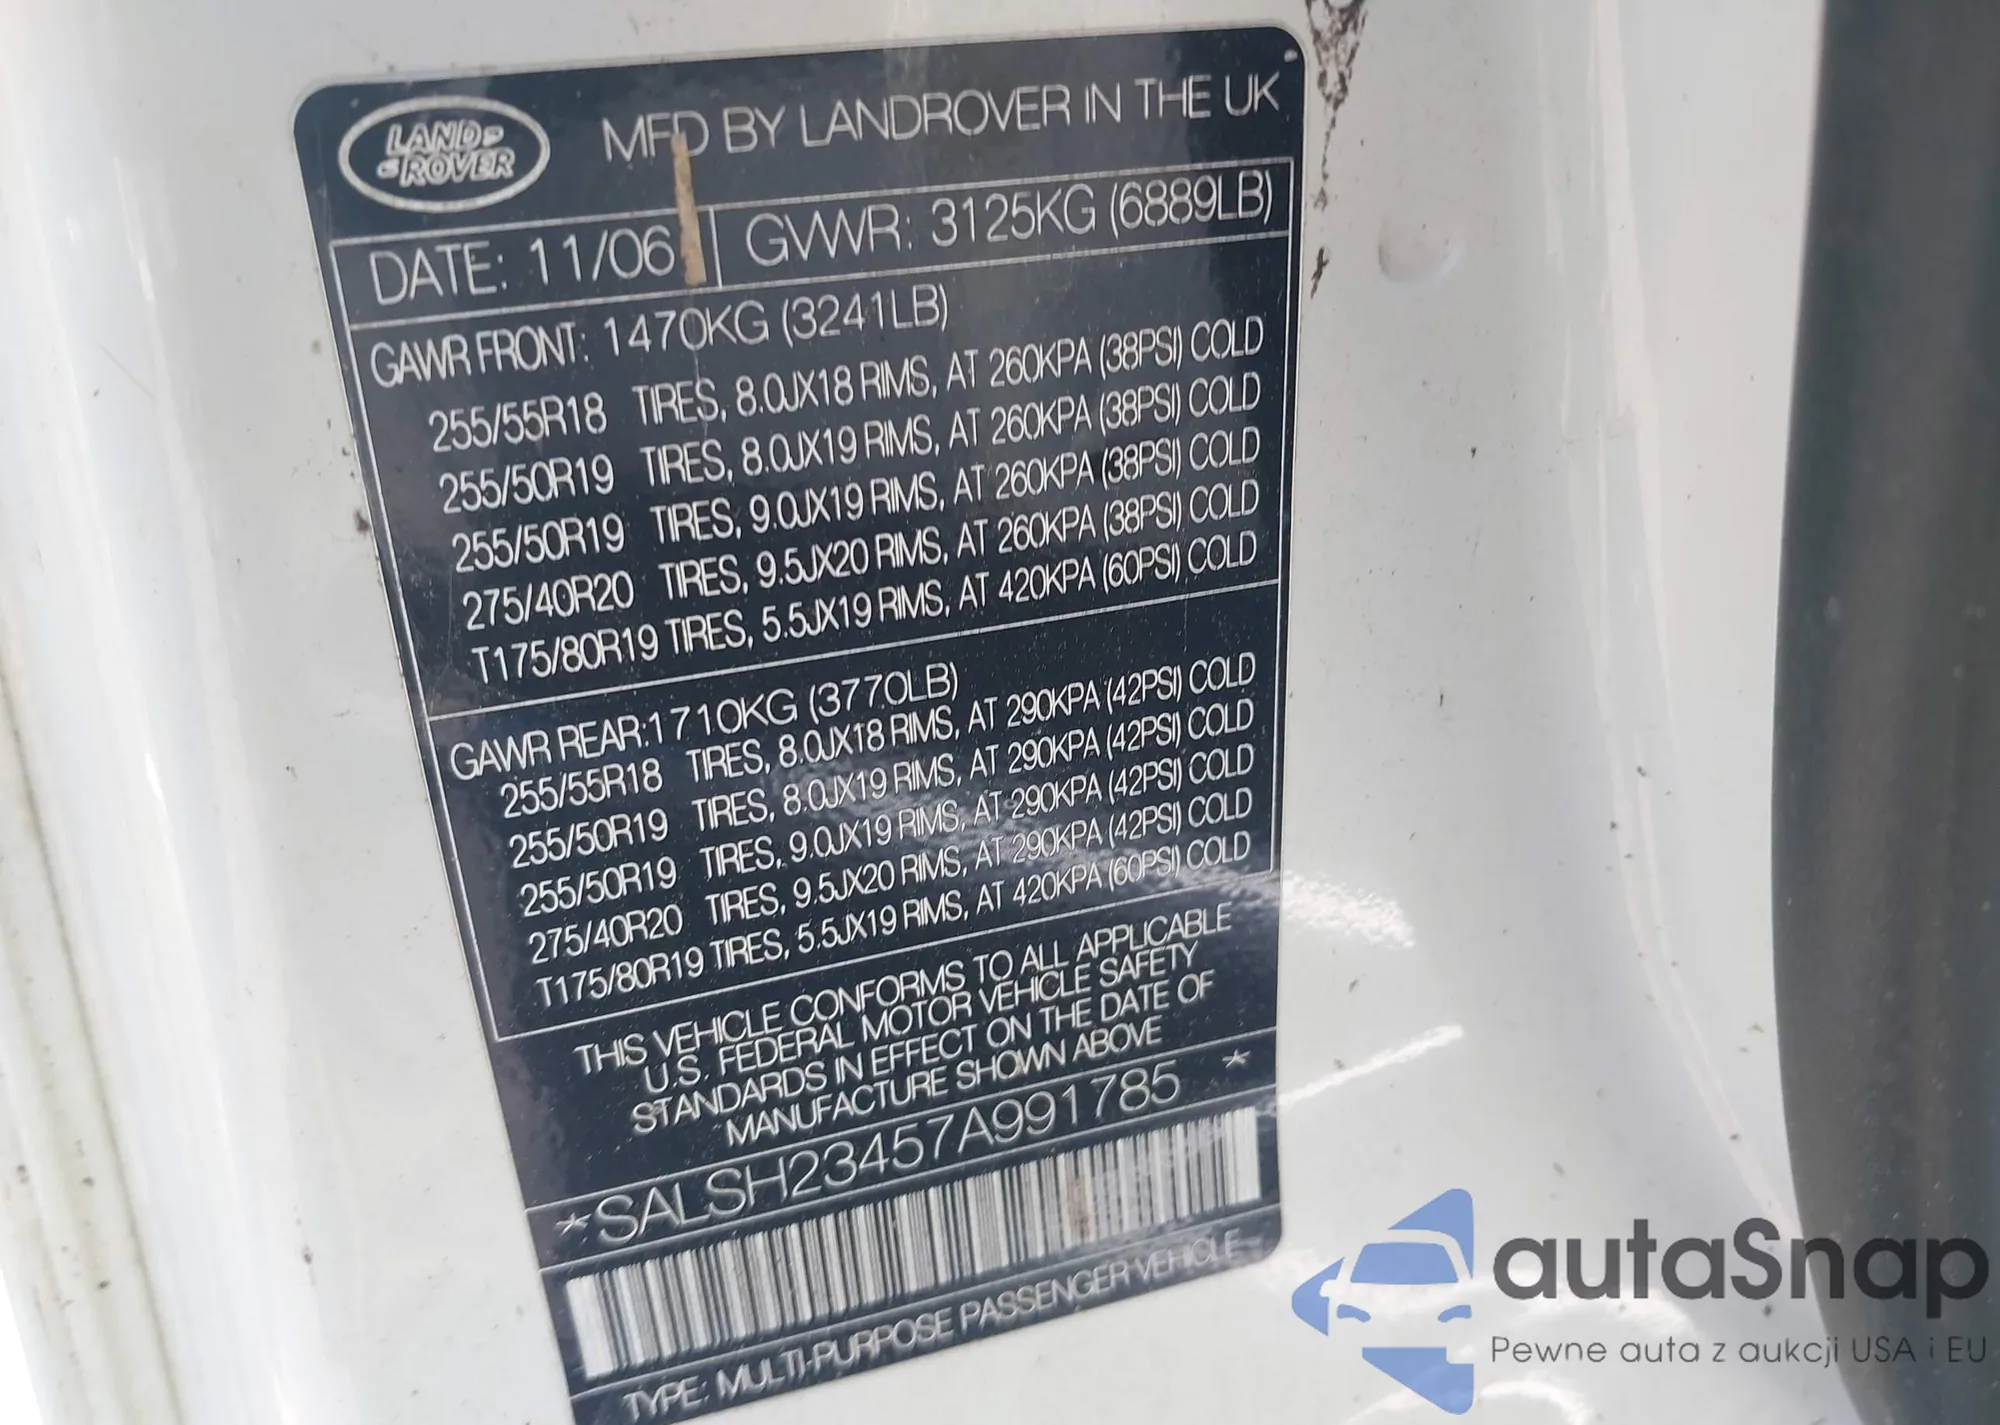 LAND ROVER
MFD BY LANDROVER IN THE UK
DATE: 11/06 GVWR: 3125KG (6889LB)
GAWR FRONT: 1470KG (3241LB)
255/55R18 TIRES, 8.0JX18 RIMS, AT 260KPA (38PSI) COLD
255/50R19 TIRES, 8.0JX19 RIMS, AT 260KPA (38PSI) COLD
255/50R19 TIRES, 9.0JX19 RIMS, AT 260KPA (38PSI) COLD
275/40R20 TIRES, 9.5JX20 RIMS, AT 260KPA (38PSI) COLD
T175/80R19 TIRES, 5.5JX19 RIMS, AT 420KPA (60PSI) COLD
GAWR REAR:1710KG (3770LB)
255/55R18 TIRES, 8.0JX18 RIMS, AT 290KPA (42PSI) COLD
255/50R19 TIRES, 8.0JX19 RIMS, AT 290KPA (42PSI) COLD
255/50R19 TIRES, 9.0JX19 RIMS, AT 290KPA (42PSI) COLD
275/40R20 TIRES, 9.5JX20 RIMS, AT 290KPA (42PSI) COLD
T175/80R19 TIRES, 5.5JX19 RIMS, AT 420KPA (60PSI) COLD
THIS VEHICLE CONFORMS TO ALL APPLICABLE
U.S. FEDERAL MOTOR VEHICLE SAFETY
STANDARDS IN EFFECT ON THE DATE OF
MANUFACTURE SHOWN ABOVE
*SALSH23457A991785 *
TYPE: MULTI-PURPOSE PASSENGER VEHICLE
autaSnap
Pewne auta z aukcji USA i EU